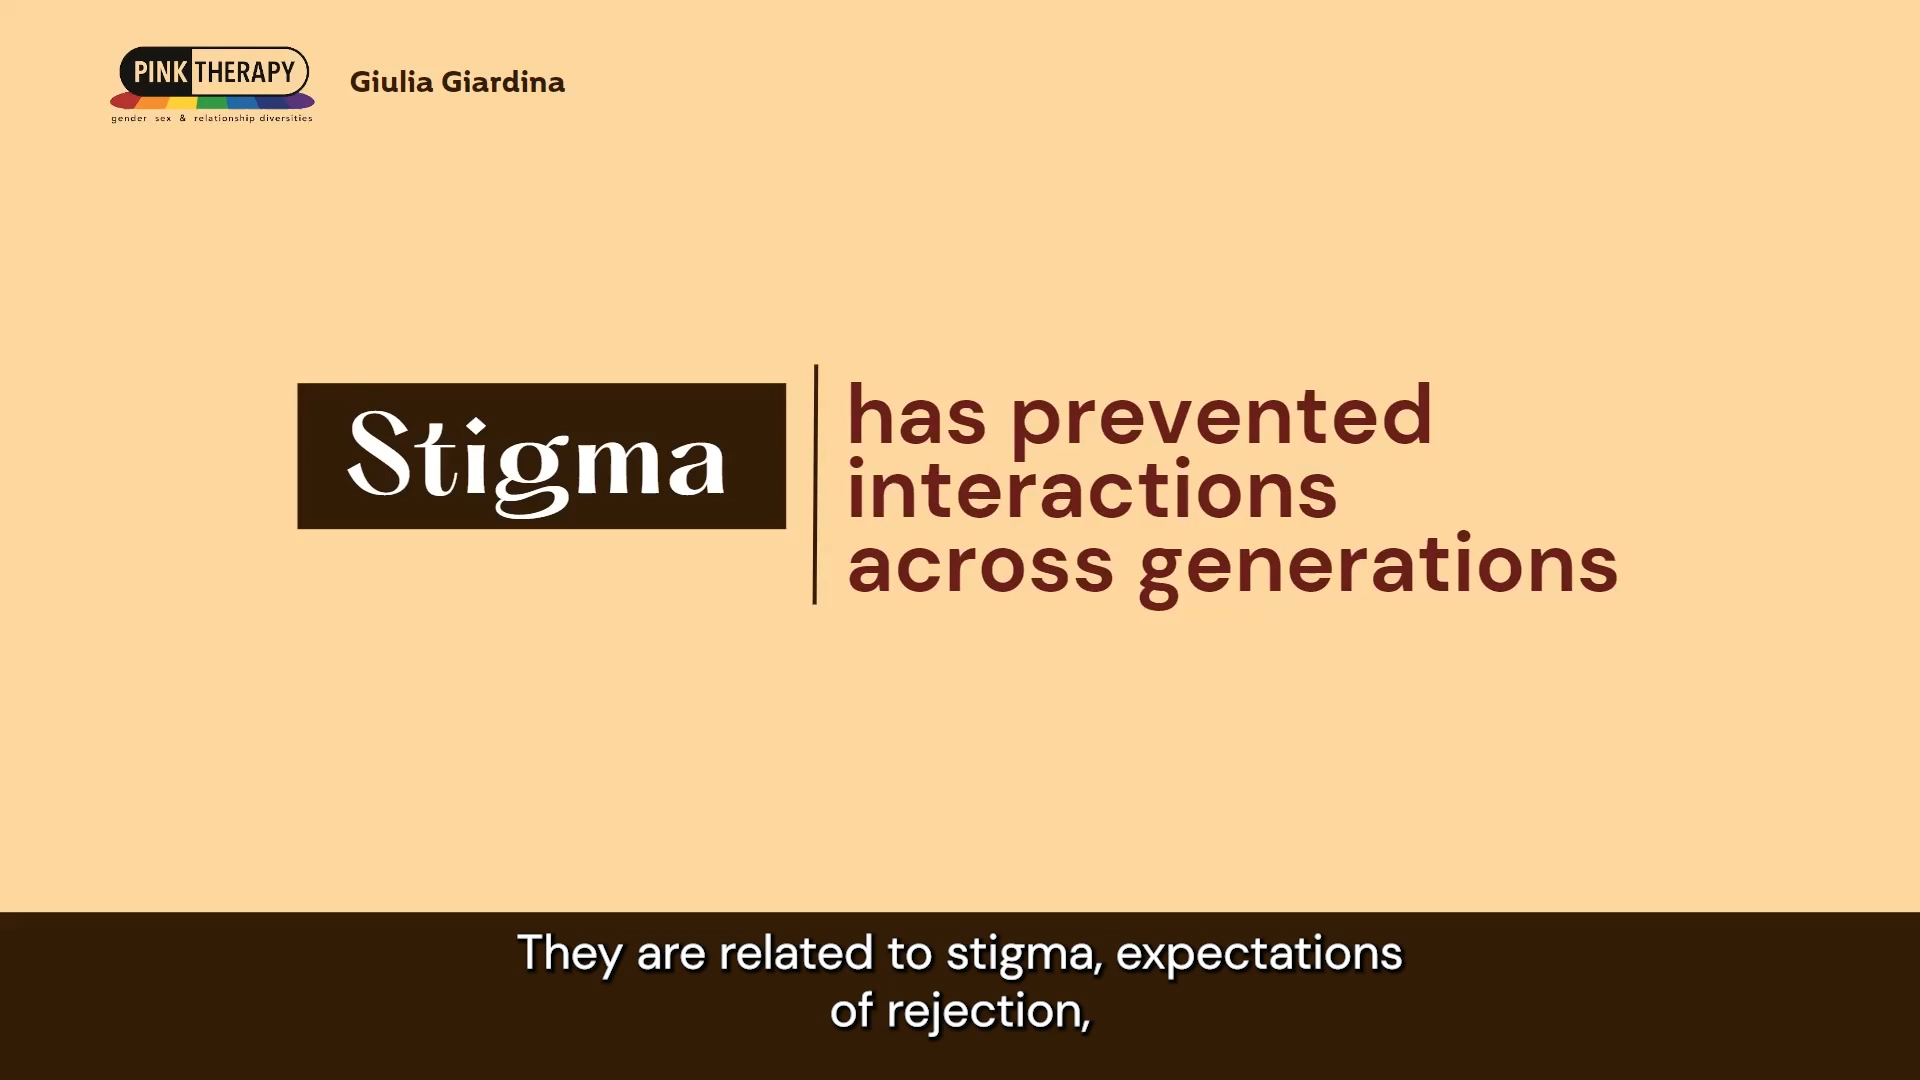 PINK THERAPY
gender sex & relationship diversities
Giulia Giardina
Stigma
has prevented
interactions
across generations
They are related to stigma, expectations
of rejection,